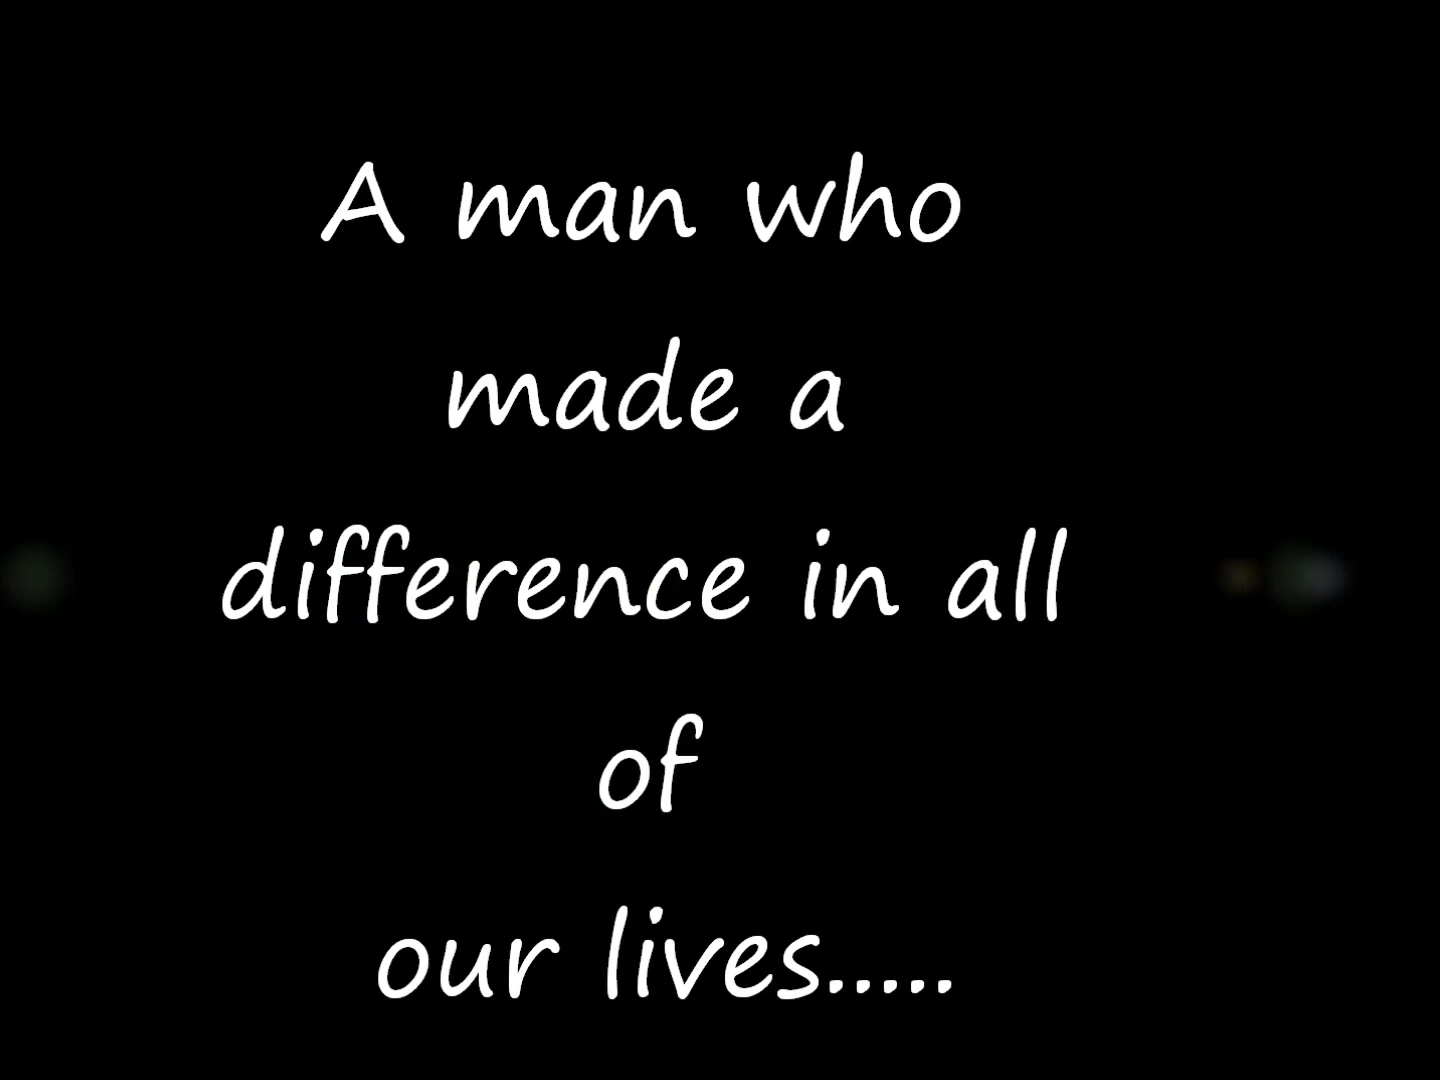 A man who
made a
difference in all
of
our lives.....